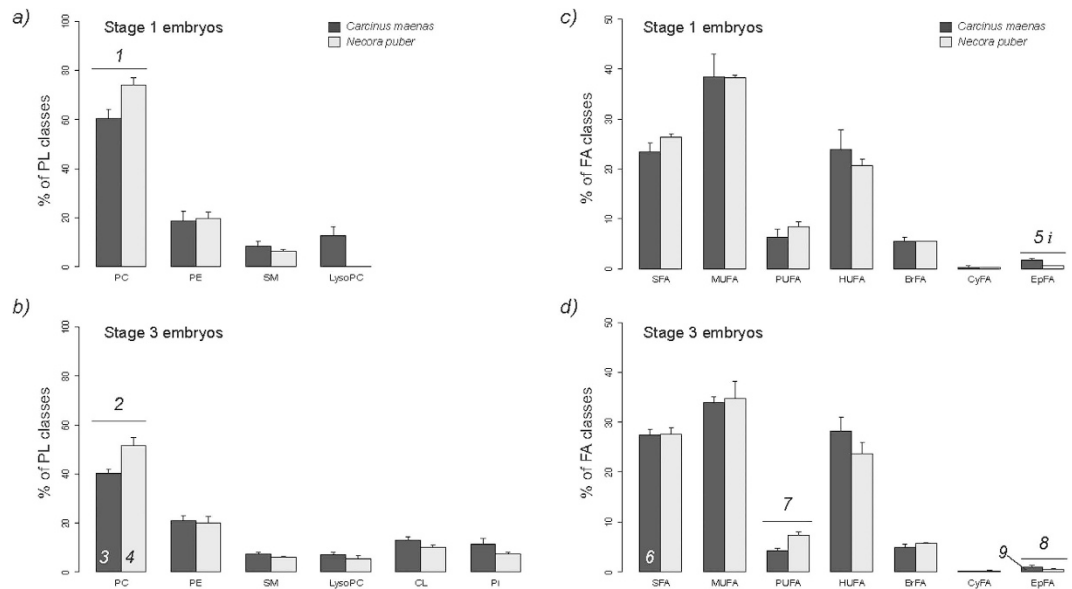 a)
Stage 1 embryos
Carcinus maenas
Necora puber
% of PL classes
100
80
60
40
20
0
1
PC PE SM LysoPC
c)
Stage 1 embryos
Carcinus maenas
Necora puber
% of FA classes
50
40
30
20
10
0
5 i
SFA MUFA PUFA HUFA BrFA CyFA EpFA
b)
Stage 3 embryos
% of PL classes
100
80
60
40
20
0
2
3 4
PC PE SM LysoPC CL Pi
d)
Stage 3 embryos
% of FA classes
50
40
30
20
10
0
6
7
9
8
SFA MUFA PUFA HUFA BrFA CyFA EpFA